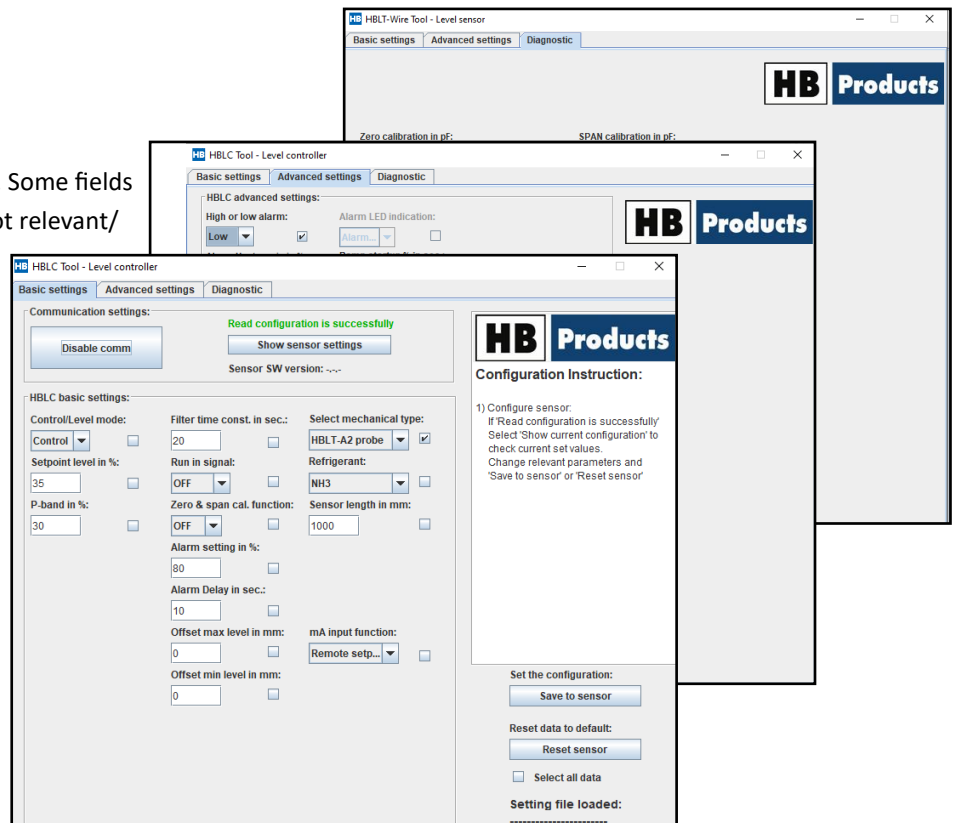 HB HBLT-Wire Tool - Level sensor
Basic settings Advanced settings Diagnostic
HB Products
Zero calibration in pF: SPAN calibration in pF:
Some fields
ot relevant/
HB HBLC Tool - Level controller
Basic settings Advanced settings Diagnostic
HBLC advanced settings:
High or low alarm: Alarm LED indication:
Low Alarm...
HB Products
HB HBLC Tool - Level controller
Basic settings Advanced settings Diagnostic
Communication settings:
Disable comm
Read configuration is successfully
Show sensor settings
Sensor SW version: -.-.-
HBLC basic settings:
Control/Level mode: Filter time const. in sec.: Select mechanical type:
Control 20 HBLT-A2 probe
Setpoint level in %: Run in signal: Refrigerant:
35 OFF NH3
P-band in %: Zero & span cal. function: Sensor length in mm:
30 OFF 1000
Alarm setting in %:
80
Alarm Delay in sec.:
10
Offset max level in mm: mA input function:
0 Remote setp...
Offset min level in mm:
0
HB Products
Configuration Instruction:
1) Configure sensor:
If 'Read configuration is successfully'
Select 'Show current configuration' to
check current set values.
Change relevant parameters and
'Save to sensor' or 'Reset sensor'
Set the configuration:
Save to sensor
Reset data to default:
Reset sensor
Select all data
Setting file loaded:
-----------------------